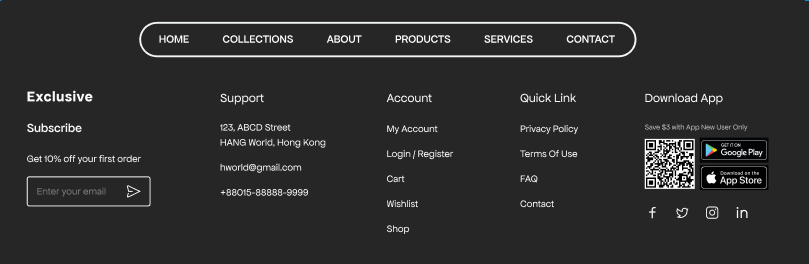 HOME COLLECTIONS ABOUT PRODUCTS SERVICES CONTACT
Exclusive
Subscribe
Get 10% off your first order
Enter your email
Support
123, ABCD Street
HANG World, Hong Kong
hworld@gmail.com
+88015-88888-9999
Account
My Account
Login / Register
Cart
Wishlist
Shop
Quick Link
Privacy Policy
Terms Of Use
FAQ
Contact
Download App
Save $3 with App New User Only
GET IT ON
Google Play
Download on the
App Store